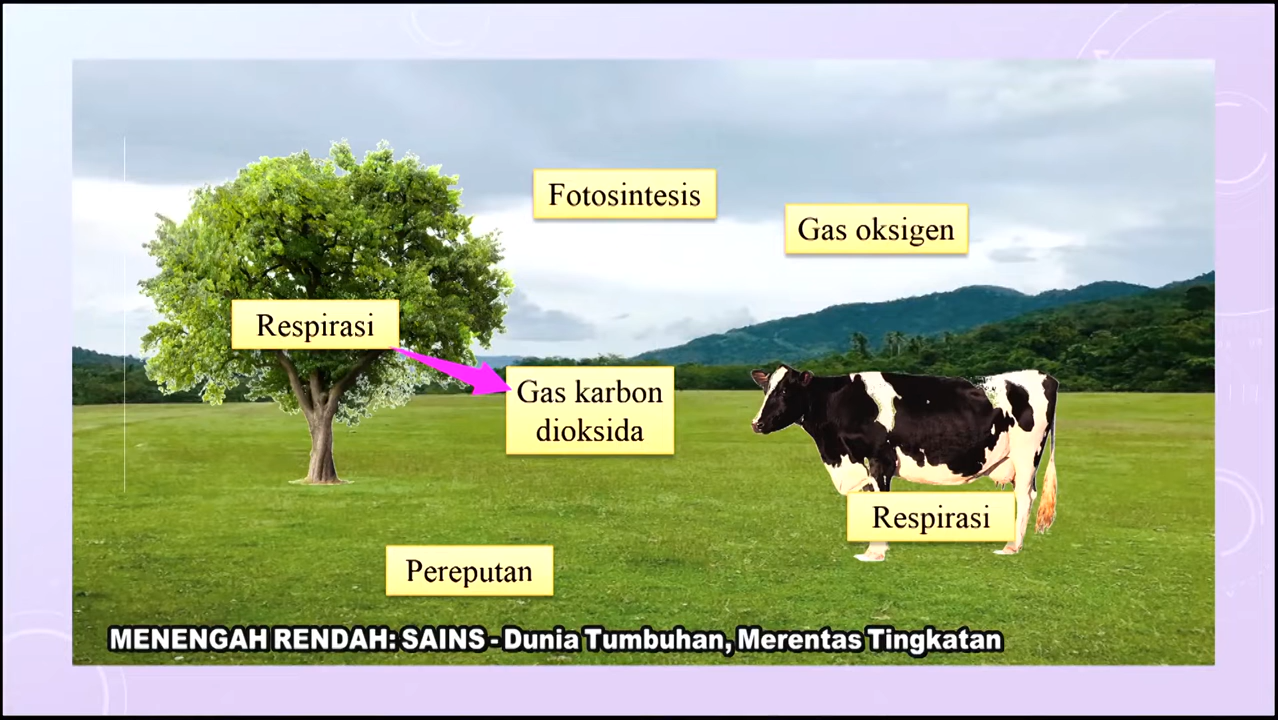 Fotosintesis
Gas oksigen
Respirasi
Gas karbon
dioksida
Respirasi
Pereputan
MENENGAH RENDAH: SAINS - Dunia Tumbuhan, Merentas Tingkatan